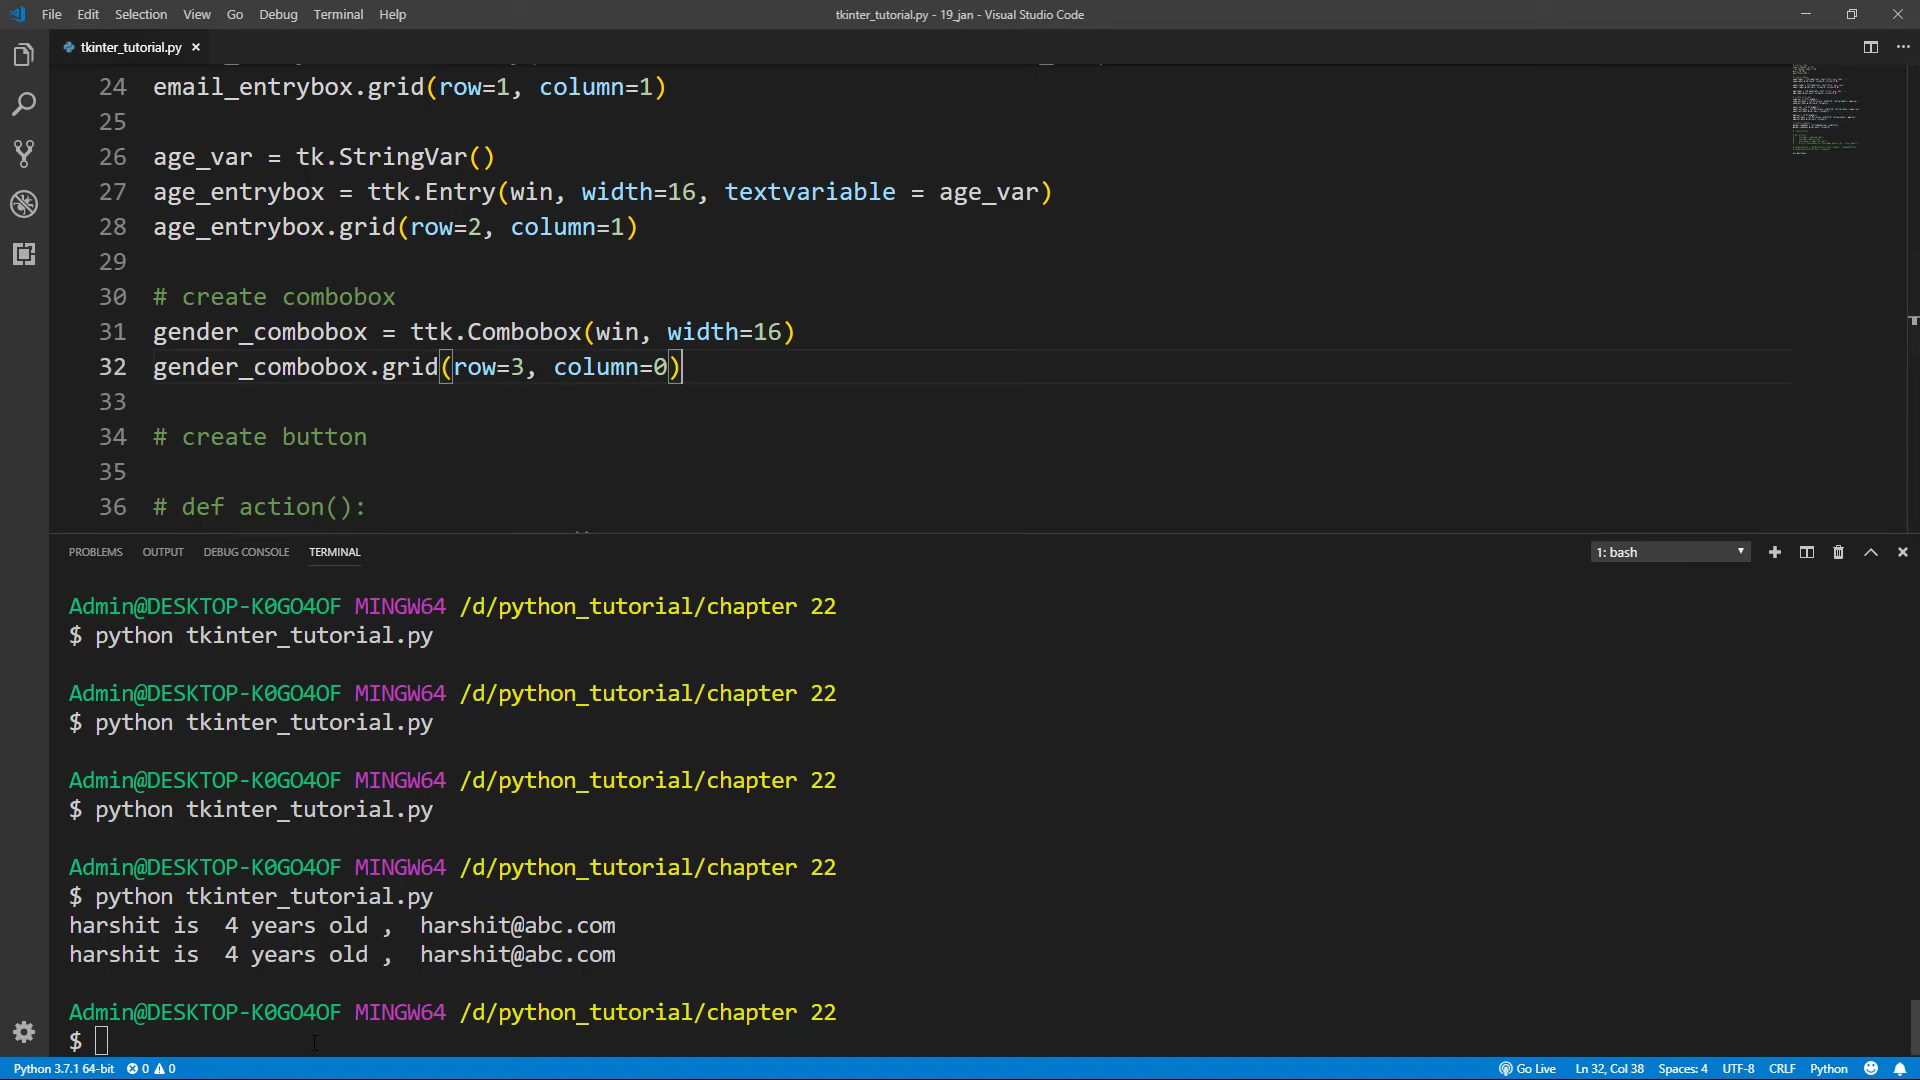 File Edit Selection View Go Debug Terminal Help
tkinter_tutorial.py - 19_jan - Visual Studio Code
tkinter_tutorial.py
24 email_entrybox.grid(row=1, column=1)
25
26 age_var = tk.StringVar()
27 age_entrybox = ttk.Entry(win, width=16, textvariable = age_var)
28 age_entrybox.grid(row=2, column=1)
29
30 # create combobox
31 gender_combobox = ttk.Combobox(win, width=16)
32 gender_combobox.grid(row=3, column=0)
33
34 # create button
35
36 # def action():
PROBLEMS OUTPUT DEBUG CONSOLE TERMINAL
1: bash
Admin@DESKTOP-K0GO4OF MINGW64 /d/python_tutorial/chapter 22
$ python tkinter_tutorial.py
Admin@DESKTOP-K0GO4OF MINGW64 /d/python_tutorial/chapter 22
$ python tkinter_tutorial.py
Admin@DESKTOP-K0GO4OF MINGW64 /d/python_tutorial/chapter 22
$ python tkinter_tutorial.py
Admin@DESKTOP-K0GO4OF MINGW64 /d/python_tutorial/chapter 22
$ python tkinter_tutorial.py
harshit is  4 years old ,  harshit@abc.com
harshit is  4 years old ,  harshit@abc.com
Admin@DESKTOP-K0GO4OF MINGW64 /d/python_tutorial/chapter 22
$
Python 3.7.1 64-bit 0 0
Go Live Ln 32, Col 38 Spaces: 4 UTF-8 CRLF Python